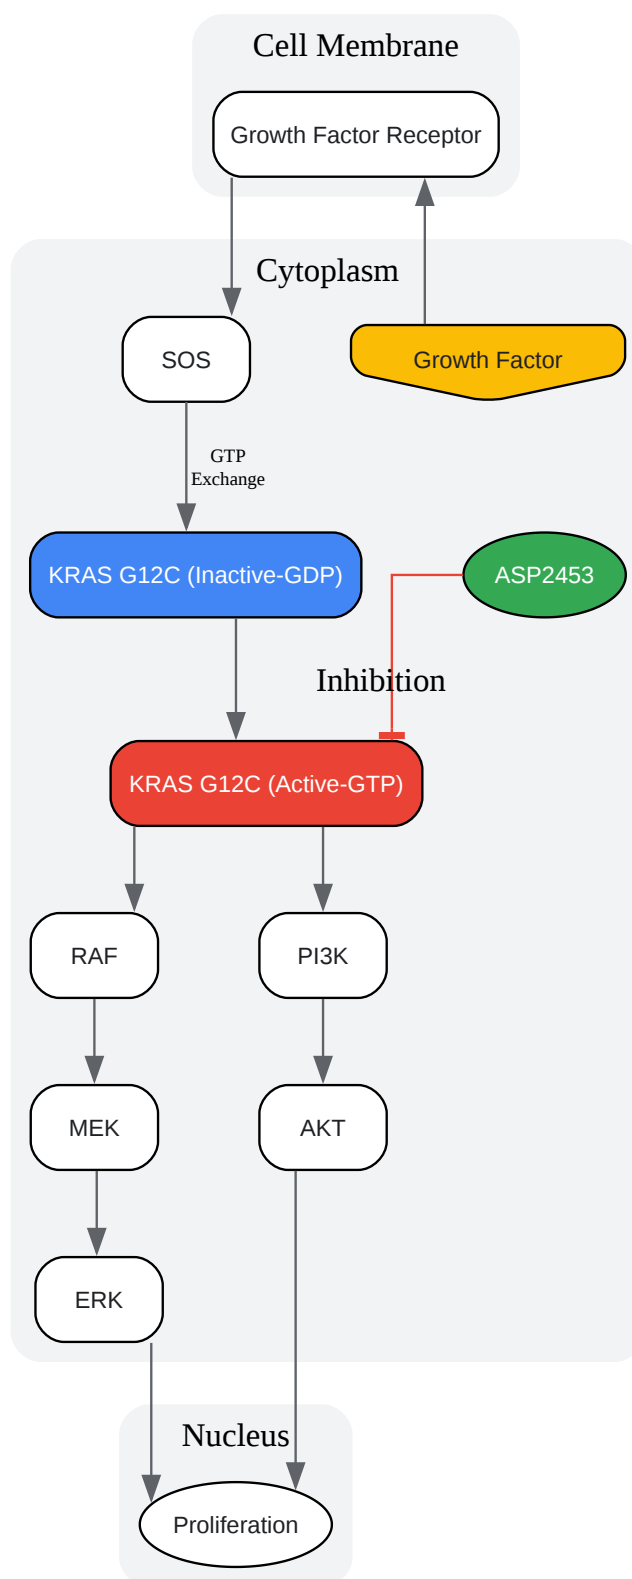 Cell Membrane
Growth Factor Receptor
Cytoplasm
SOS
Growth Factor
GTP
Exchange
KRAS G12C (Inactive-GDP)
ASP2453
Inhibition
KRAS G12C (Active-GTP)
RAF
PI3K
MEK
AKT
ERK
Nucleus
Proliferation